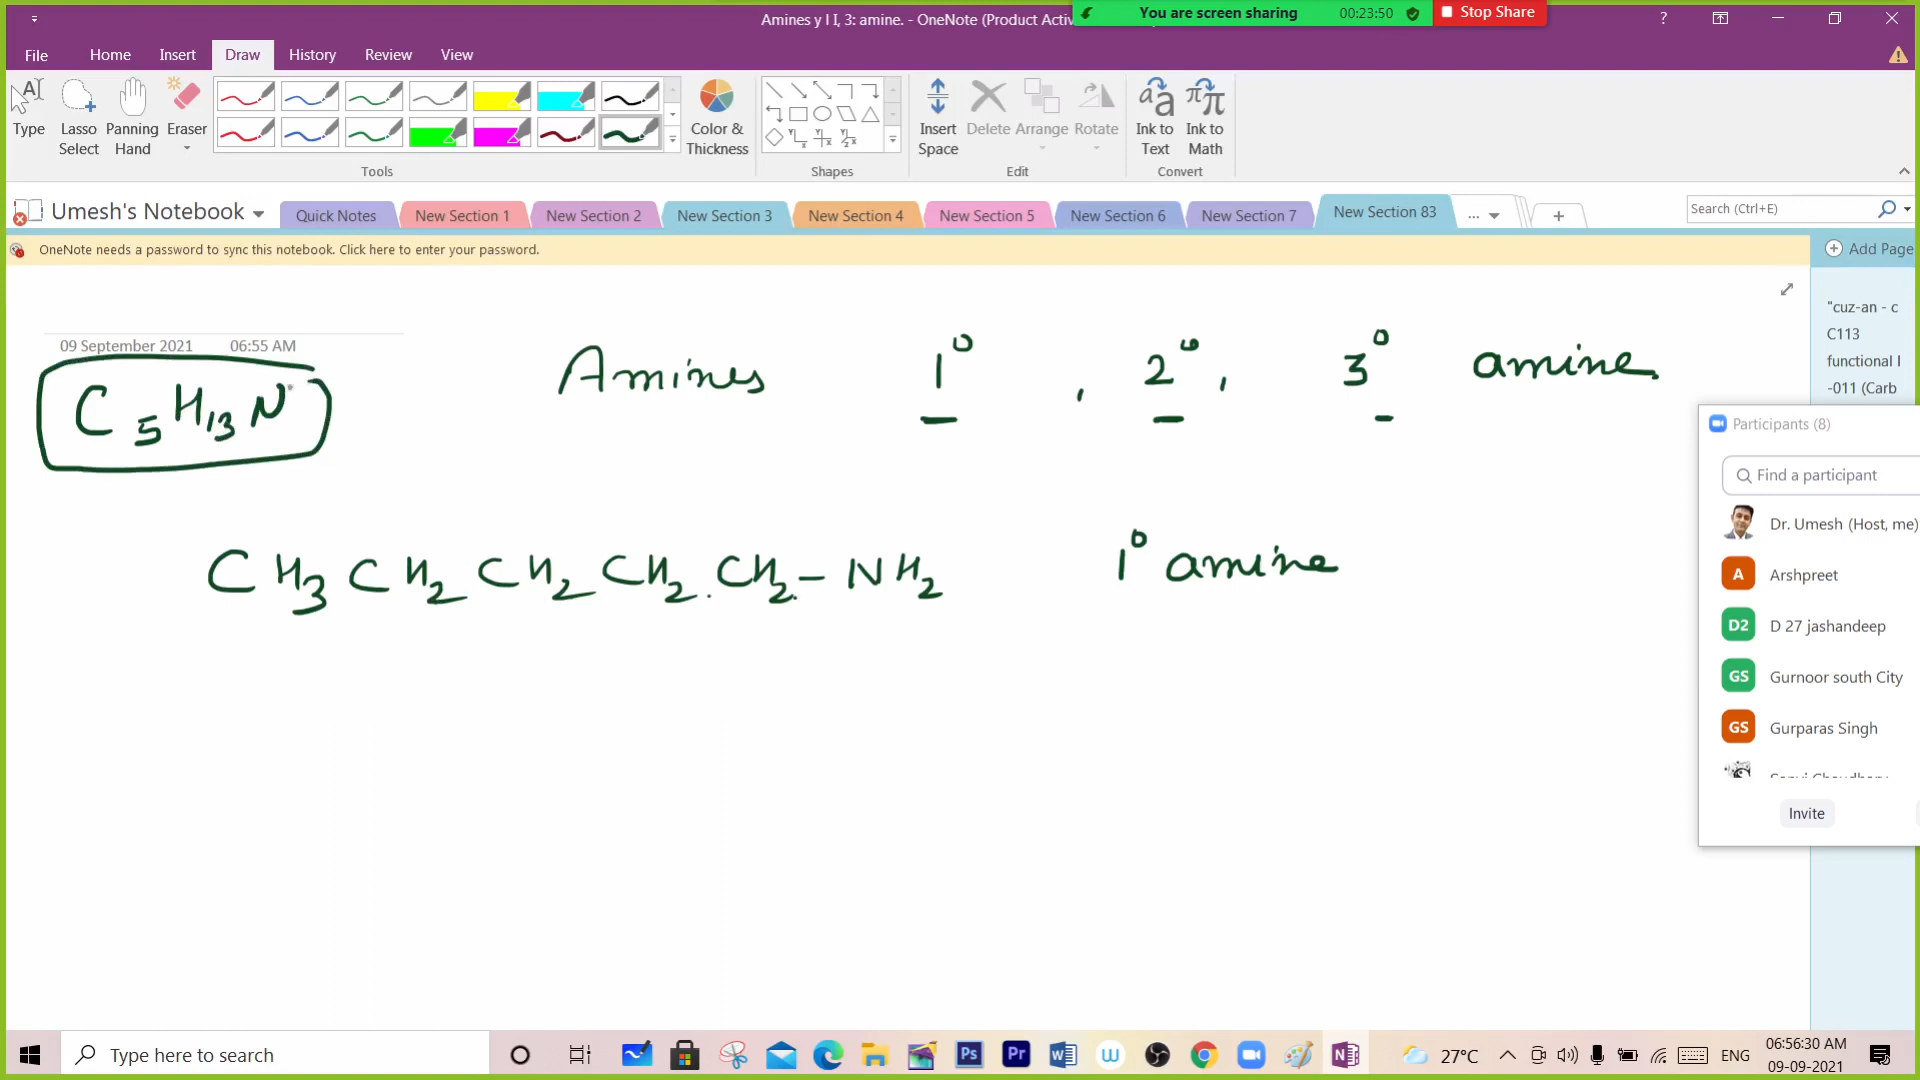 Amines y I I, 3: amine. - OneNote (Product Activ
You are screen sharing 00:23:50 Stop Share
?
File Home Insert Draw History Review View
Type Lasso Select Panning Hand Eraser Color & Thickness Insert Space Delete Arrange Rotate Ink to Text Ink to Math
Tools Shapes Edit Convert
Umesh's Notebook Quick Notes New Section 1 New Section 2 New Section 3 New Section 4 New Section 5 New Section 6 New Section 7 New Section 83 ... + Search (Ctrl+E)
OneNote needs a password to sync this notebook. Click here to enter your password. Add Page
"cuz-an - c
C113
functional I
-011 (Carb
09 September 2021 06:55 AM
C₅H₁₃N Amines 1°, 2°, 3° amine
CH₃CH₂CH₂CH₂CH₂-NH₂ 1° amine
Participants (8)
Find a participant
Dr. Umesh (Host, me)
A Arshpreet
D2 D 27 jashandeep
GS Gurnoor south City
GS Gurparas Singh
Invite
Type here to search Ps Pr W N 27°C ENG 06:56:30 AM
09-09-2021